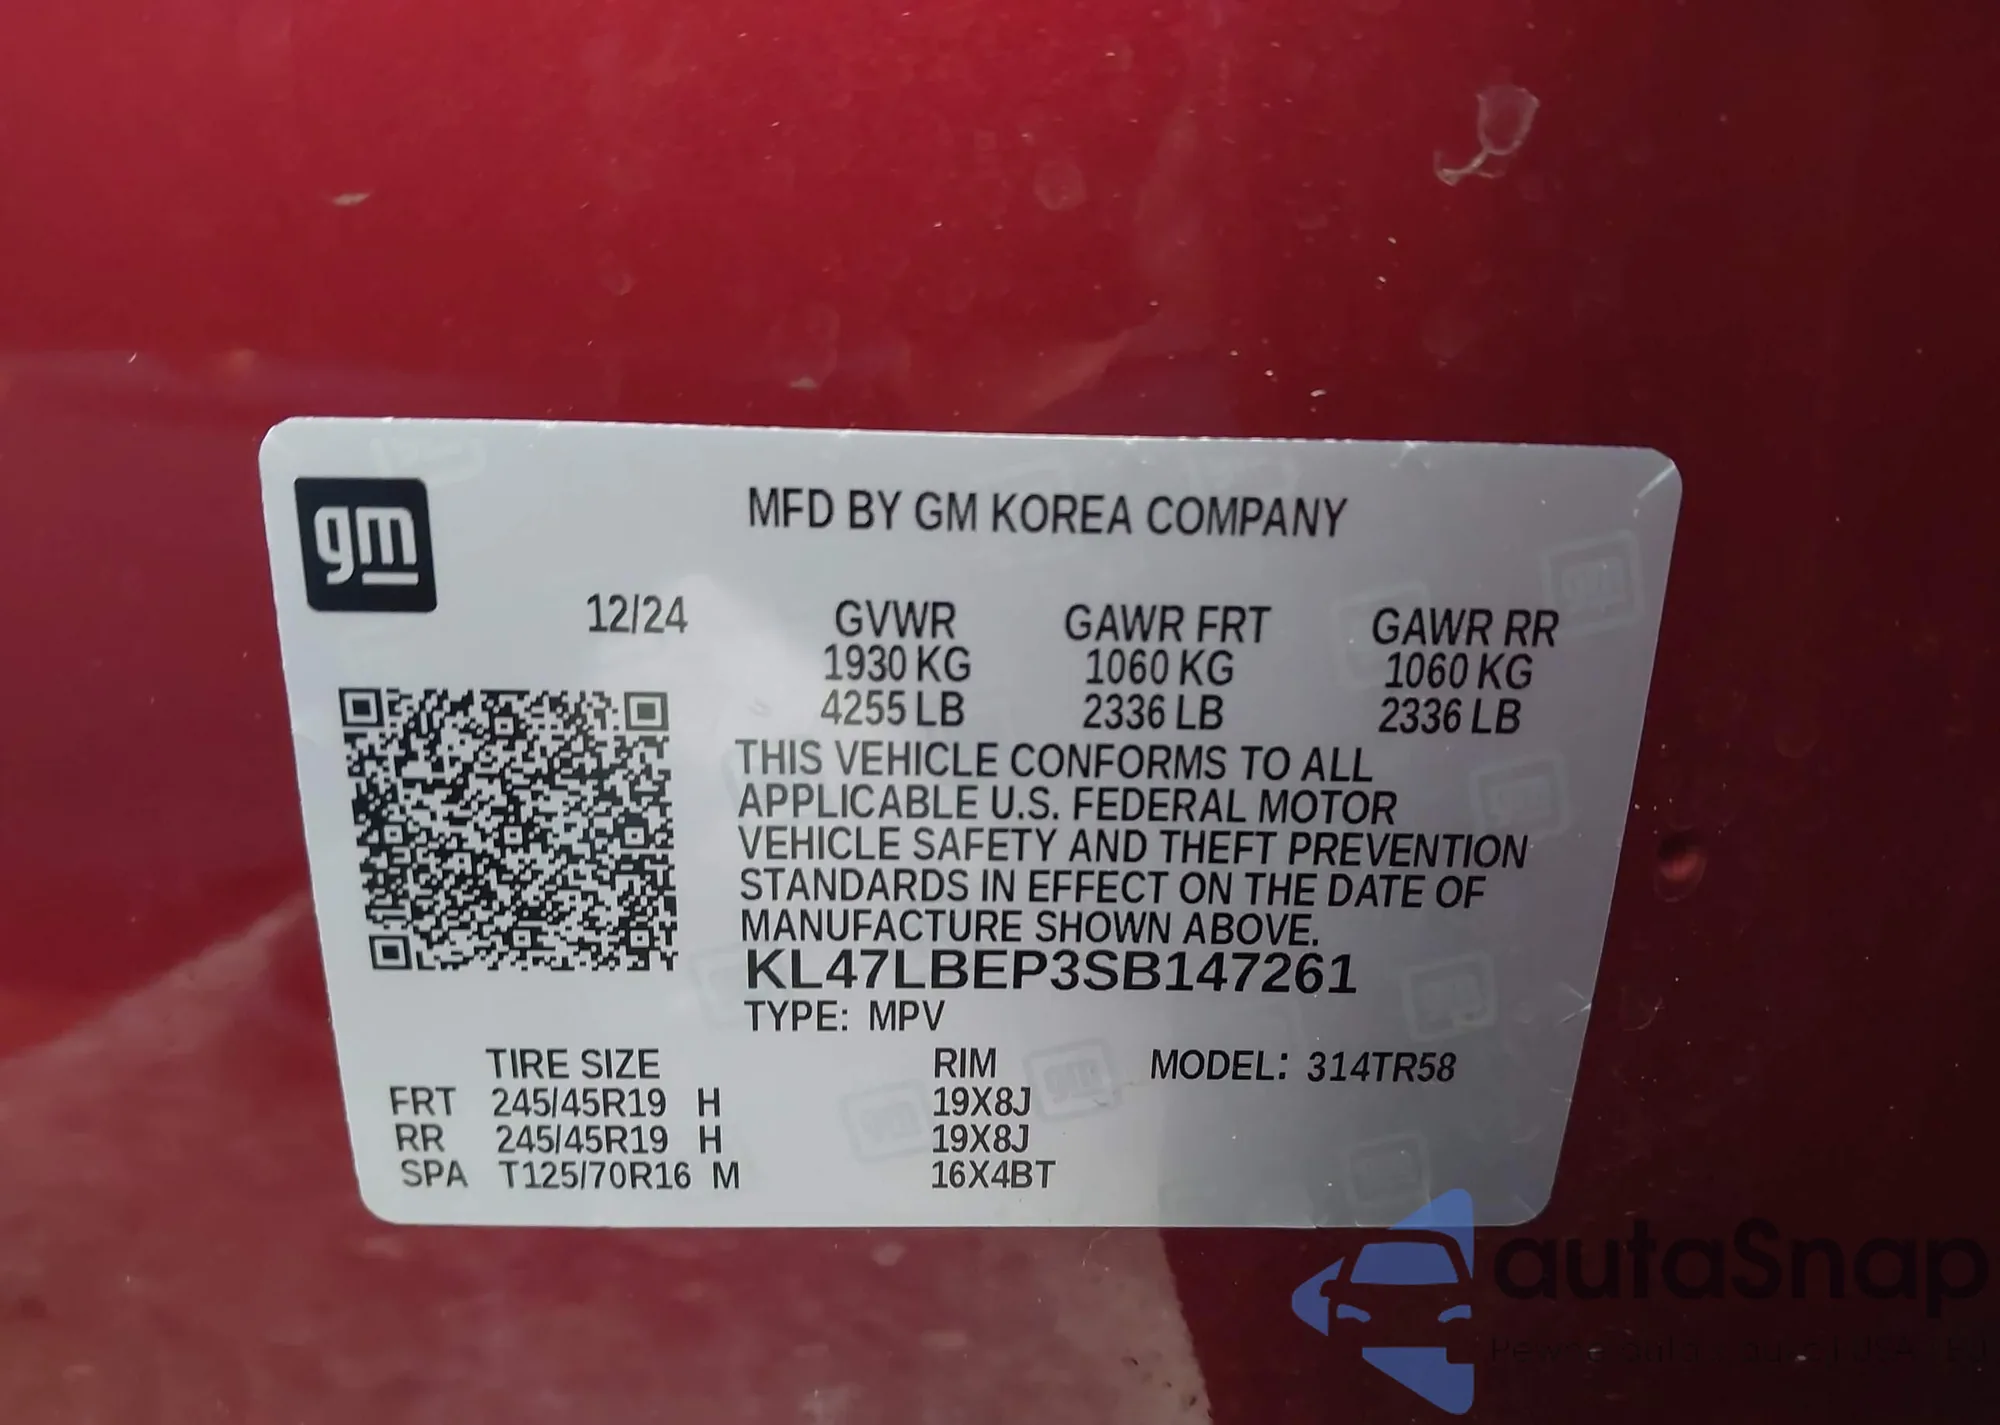 gm
MFD BY GM KOREA COMPANY
12/24 GVWR GAWR FRT GAWR RR
1930 KG 1060 KG 1060 KG
4255 LB 2336 LB 2336 LB
THIS VEHICLE CONFORMS TO ALL
APPLICABLE U.S. FEDERAL MOTOR
VEHICLE SAFETY AND THEFT PREVENTION
STANDARDS IN EFFECT ON THE DATE OF
MANUFACTURE SHOWN ABOVE.
KL47LBEP3SB147261
TYPE: MPV
TIRE SIZE RIM MODEL: 314TR58
FRT 245/45R19 H 19X8J
RR 245/45R19 H 19X8J
SPA T125/70R16 M 16X4BT
autaSnap